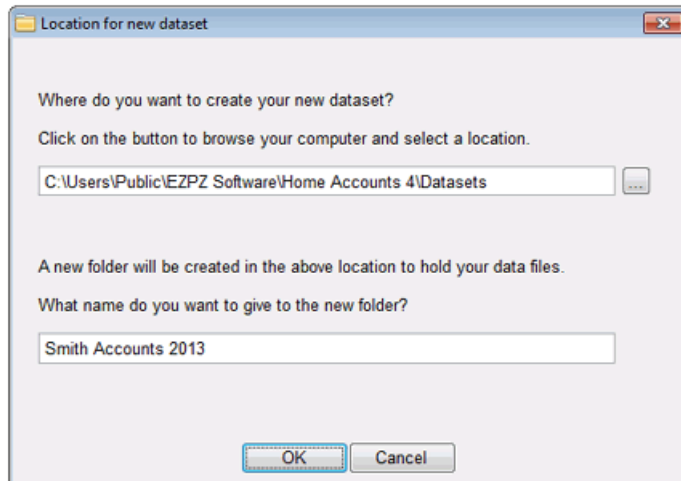 Location for new dataset
Where do you want to create your new dataset?
Click on the button to browse your computer and select a location.
C:\Users\Public\EZPZ Software\Home Accounts 4\Datasets
...
A new folder will be created in the above location to hold your data files.
What name do you want to give to the new folder?
Smith Accounts 2013
OK
Cancel